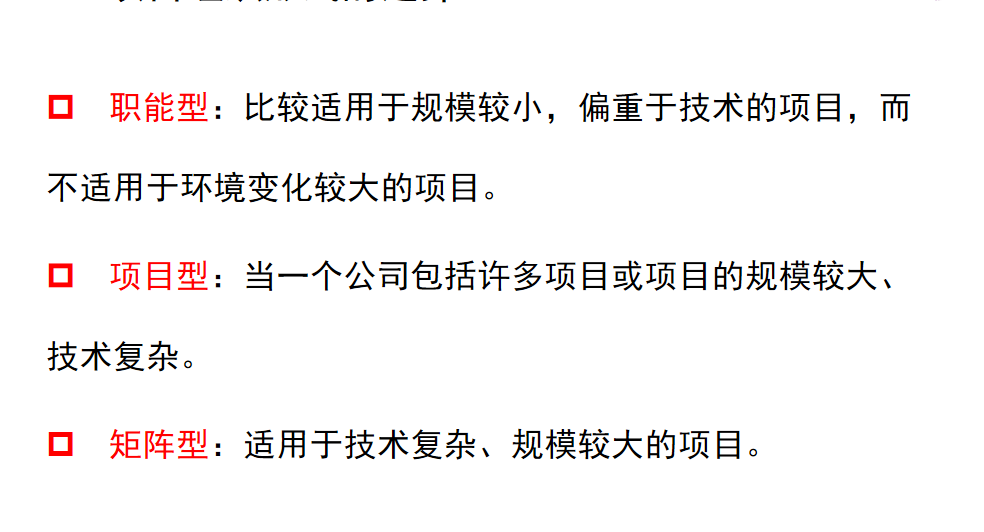 职能型：比较适用于规模较小，偏重于技术的项目，而
不适用于环境变化较大的项目。
项目型：当一个公司包括许多项目或项目的规模较大、
技术复杂。
矩阵型：适用于技术复杂、规模较大的项目。